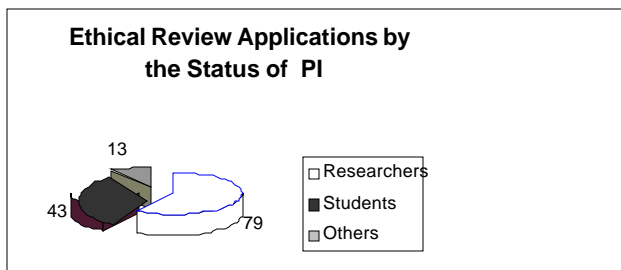 Ethical Review Applications by
the Status of PI
13
43
79
Researchers
Students
Others